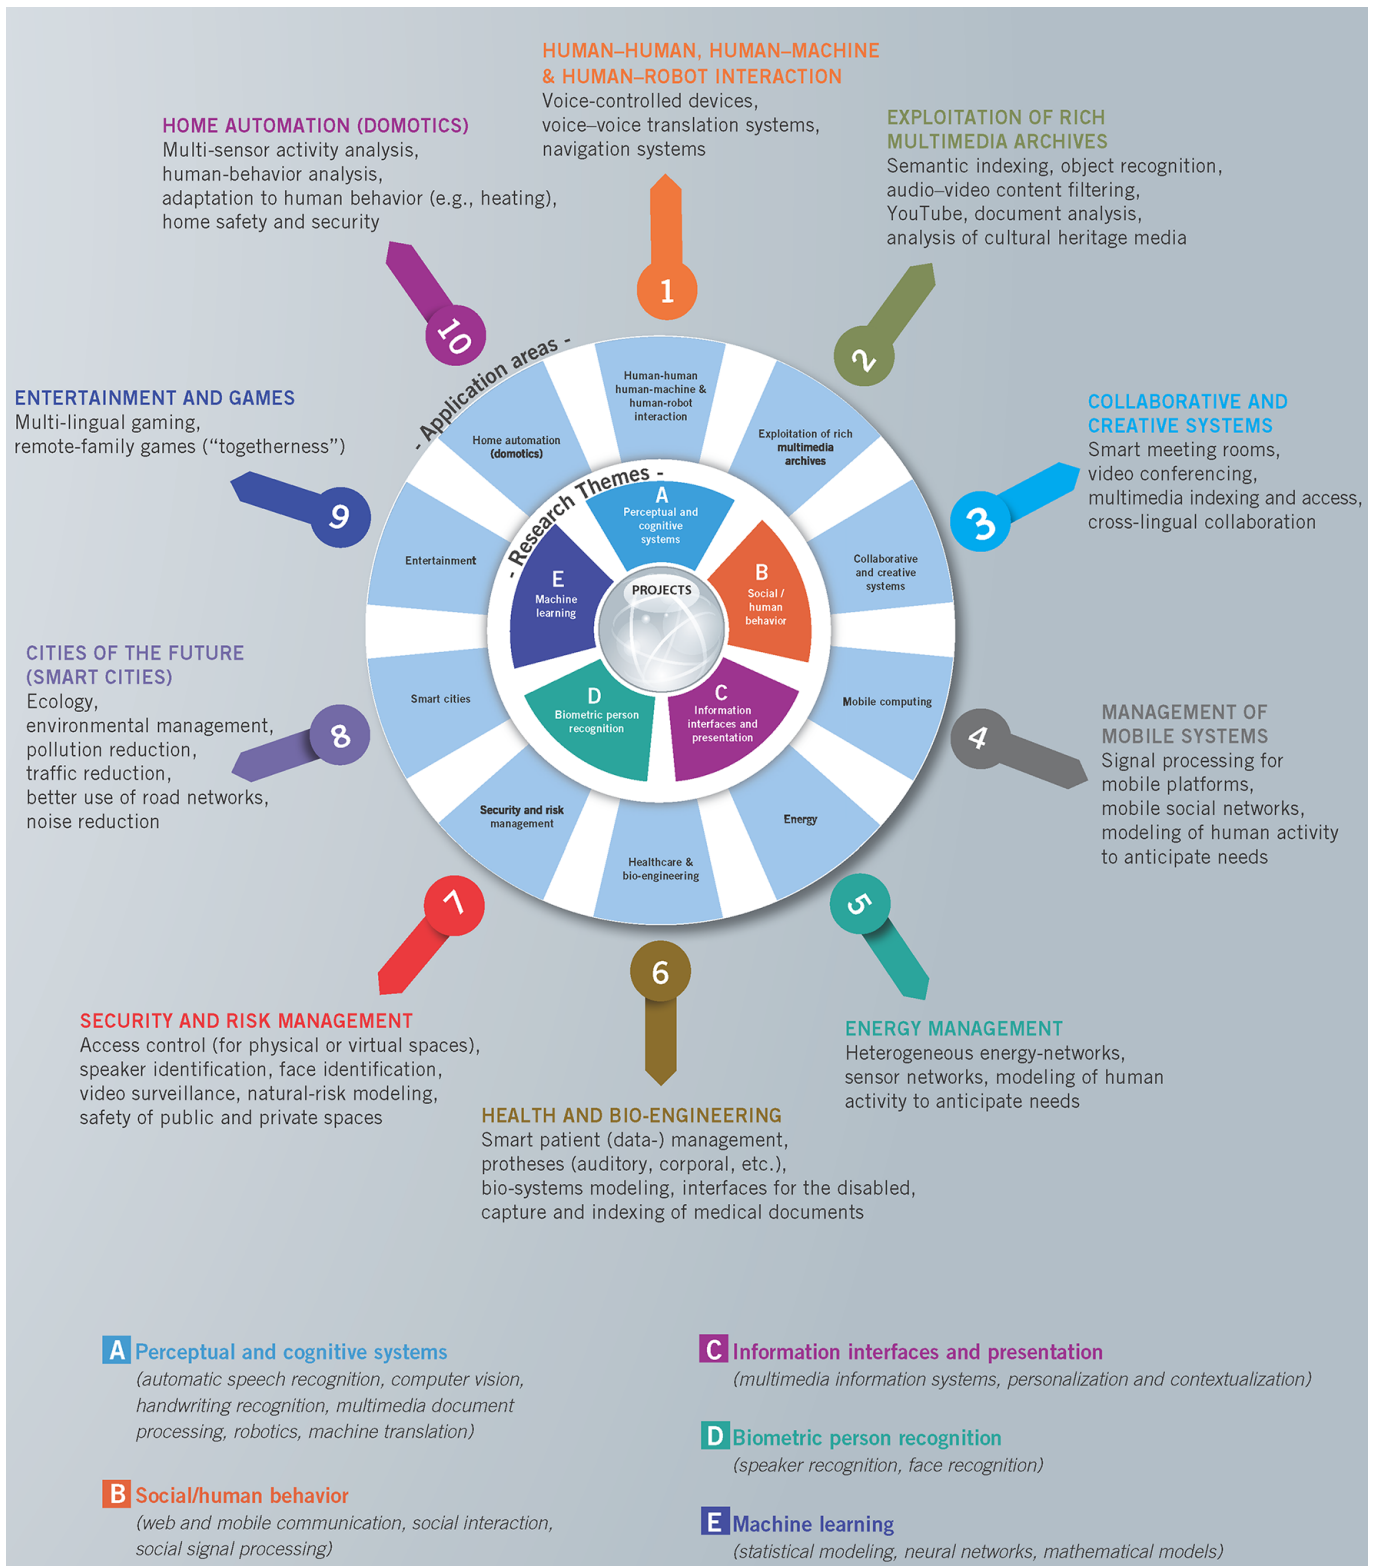 HUMAN–HUMAN, HUMAN–MACHINE
& HUMAN–ROBOT INTERACTION
Voice-controlled devices,
voice–voice translation systems,
navigation systems
1
EXPLOITATION OF RICH
MULTIMEDIA ARCHIVES
Semantic indexing, object recognition,
audio–video content filtering,
YouTube, document analysis,
analysis of cultural heritage media
2
COLLABORATIVE AND
CREATIVE SYSTEMS
Smart meeting rooms,
video conferencing,
multimedia indexing and access,
cross-lingual collaboration
3
MANAGEMENT OF
MOBILE SYSTEMS
Signal processing for
mobile platforms,
mobile social networks,
modeling of human activity
to anticipate needs
4
ENERGY MANAGEMENT
Heterogeneous energy-networks,
sensor networks, modeling of human
activity to anticipate needs
5
HEALTH AND BIO-ENGINEERING
Smart patient (data-) management,
protheses (auditory, corporal, etc.),
bio-systems modeling, interfaces for the disabled,
capture and indexing of medical documents
6
SECURITY AND RISK MANAGEMENT
Access control (for physical or virtual spaces),
speaker identification, face identification,
video surveillance, natural-risk modeling,
safety of public and private spaces
7
CITIES OF THE FUTURE
(SMART CITIES)
Ecology,
environmental management,
pollution reduction,
traffic reduction,
better use of road networks,
noise reduction
8
ENTERTAINMENT AND GAMES
Multi-lingual gaming,
remote-family games (“togetherness”)
9
HOME AUTOMATION (DOMOTICS)
Multi-sensor activity analysis,
human-behavior analysis,
adaptation to human behavior (e.g., heating),
home safety and security
10
- Application areas -
Human-human
human-machine &
human-robot
interaction
Exploitation of rich
multimedia
archives
Collaborative
and creative
systems
Mobile computing
Energy
Healthcare &
bio-engineering
Security and risk
management
Smart cities
Entertainment
Home automation
(domotics)
- Research Themes -
A
Perceptual and
cognitive
systems
B
Social /
human
behavior
C
Information
interfaces and
presentation
D
Biometric person
recognition
E
Machine
learning
PROJECTS
A Perceptual and cognitive systems
(automatic speech recognition, computer vision,
handwriting recognition, multimedia document
processing, robotics, machine translation)
B Social/human behavior
(web and mobile communication, social interaction,
social signal processing)
C Information interfaces and presentation
(multimedia information systems, personalization and contextualization)
D Biometric person recognition
(speaker recognition, face recognition)
E Machine learning
(statistical modeling, neural networks, mathematical models)